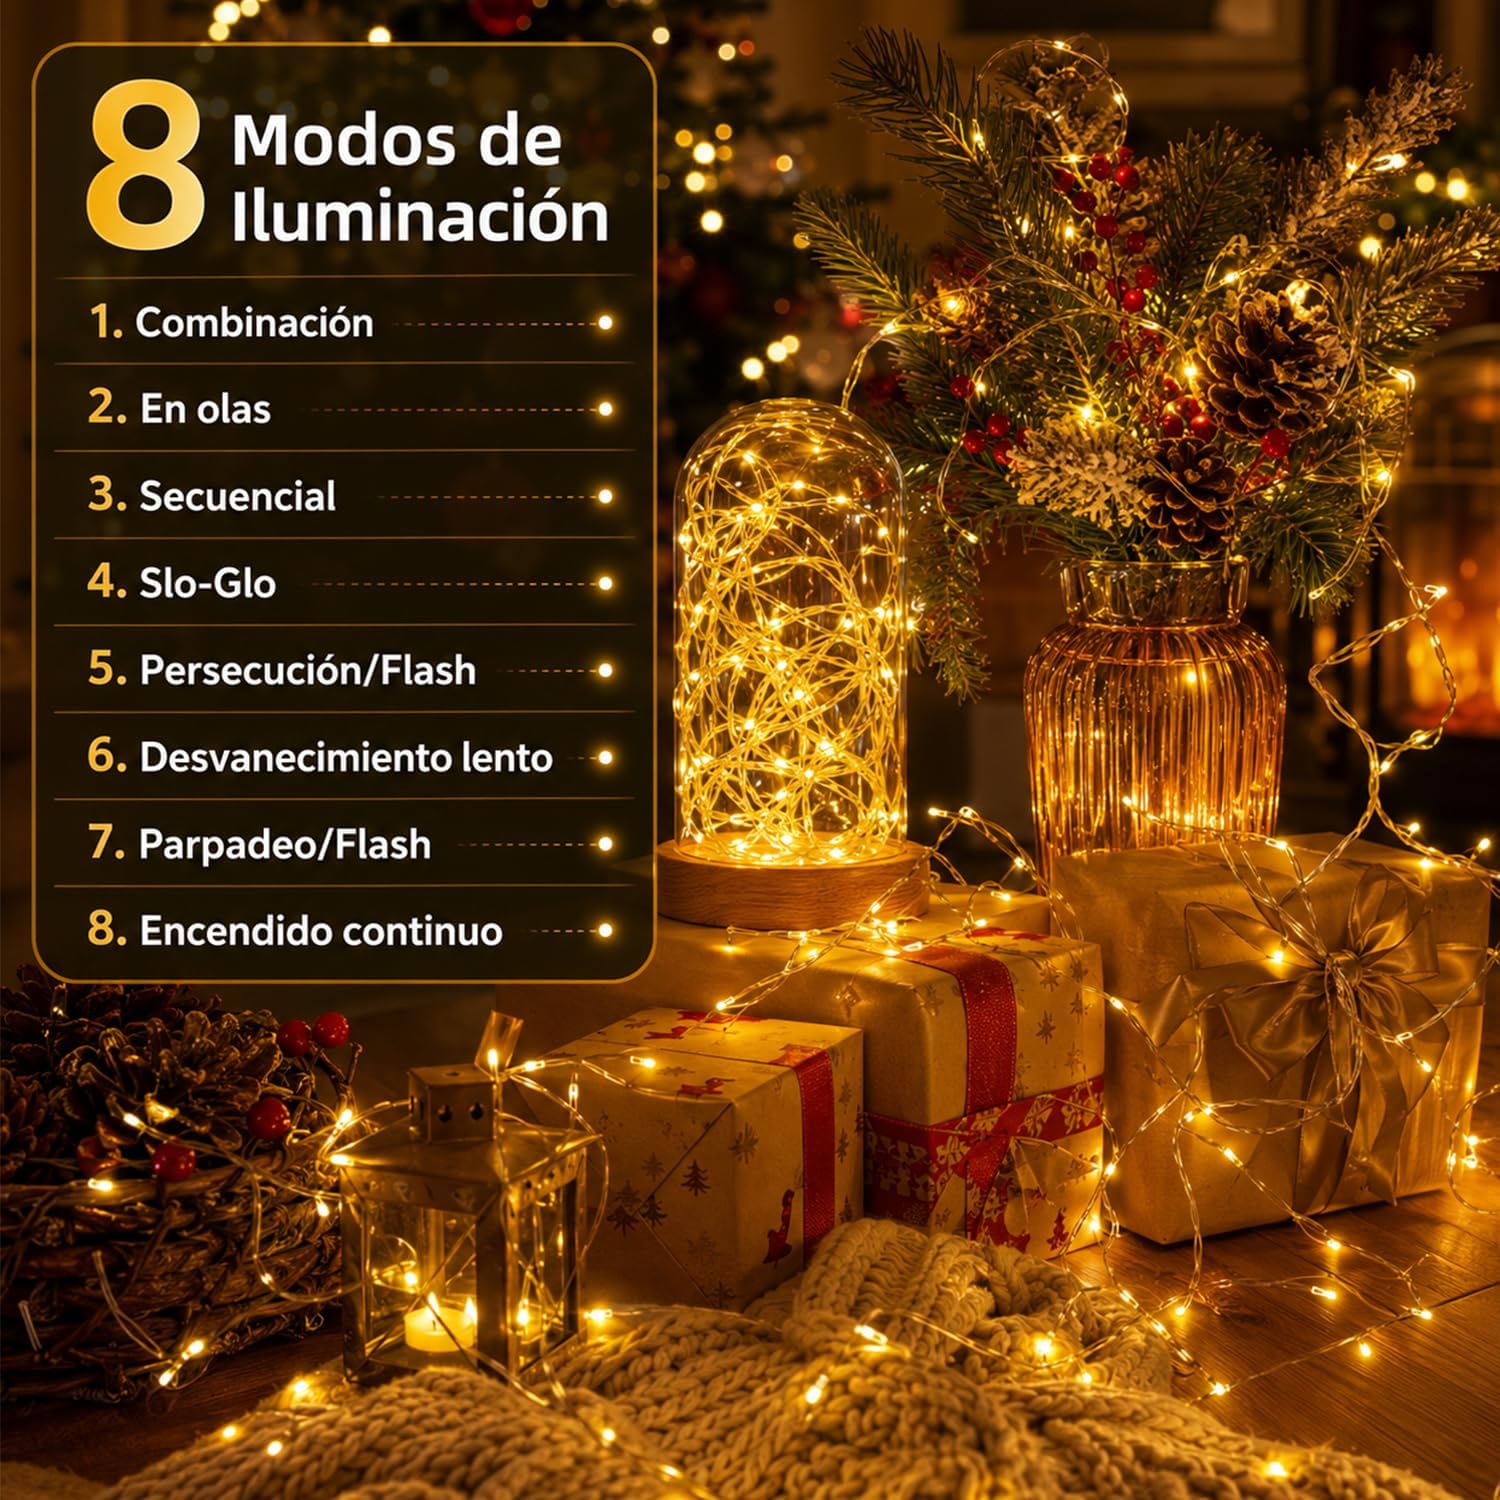 8 Modos de
Iluminación
1. Combinación
2. En olas
3. Secuencial
4. Slo-Glo
5. Persecución/Flash
6. Desvanecimiento lento
7. Parpadeo/Flash
8. Encendido continuo